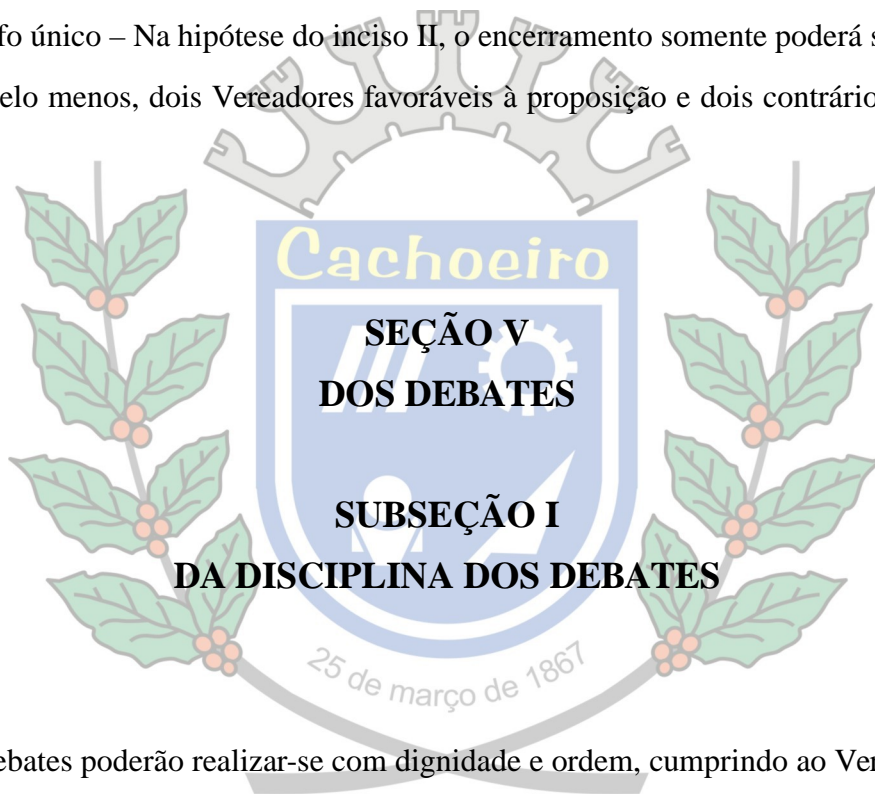 fo único – Na hipótese do inciso II, o encerramento somente poderá s
elo menos, dois Vereadores favoráveis à proposição e dois contrário
Cachoeiro
SEÇÃO V
DOS DEBATES
SUBSEÇÃO I
DA DISCIPLINA DOS DEBATES
25 de março de 1867
ebates poderão realizar-se com dignidade e ordem, cumprindo ao Ver